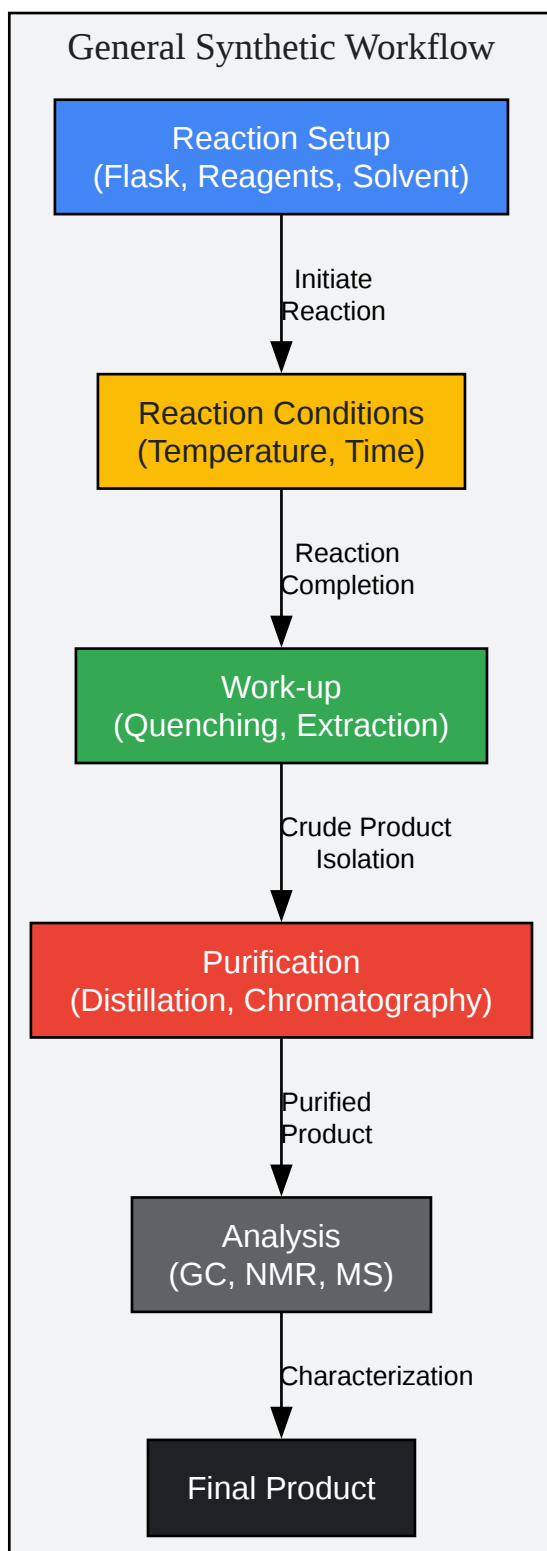 General Synthetic Workflow
Reaction Setup
(Flask, Reagents, Solvent)
Initiate
Reaction
Reaction Conditions
(Temperature, Time)
Reaction
Completion
Work-up
(Quenching, Extraction)
Crude Product
Isolation
Purification
(Distillation, Chromatography)
Purified
Product
Analysis
(GC, NMR, MS)
Characterization
Final Product